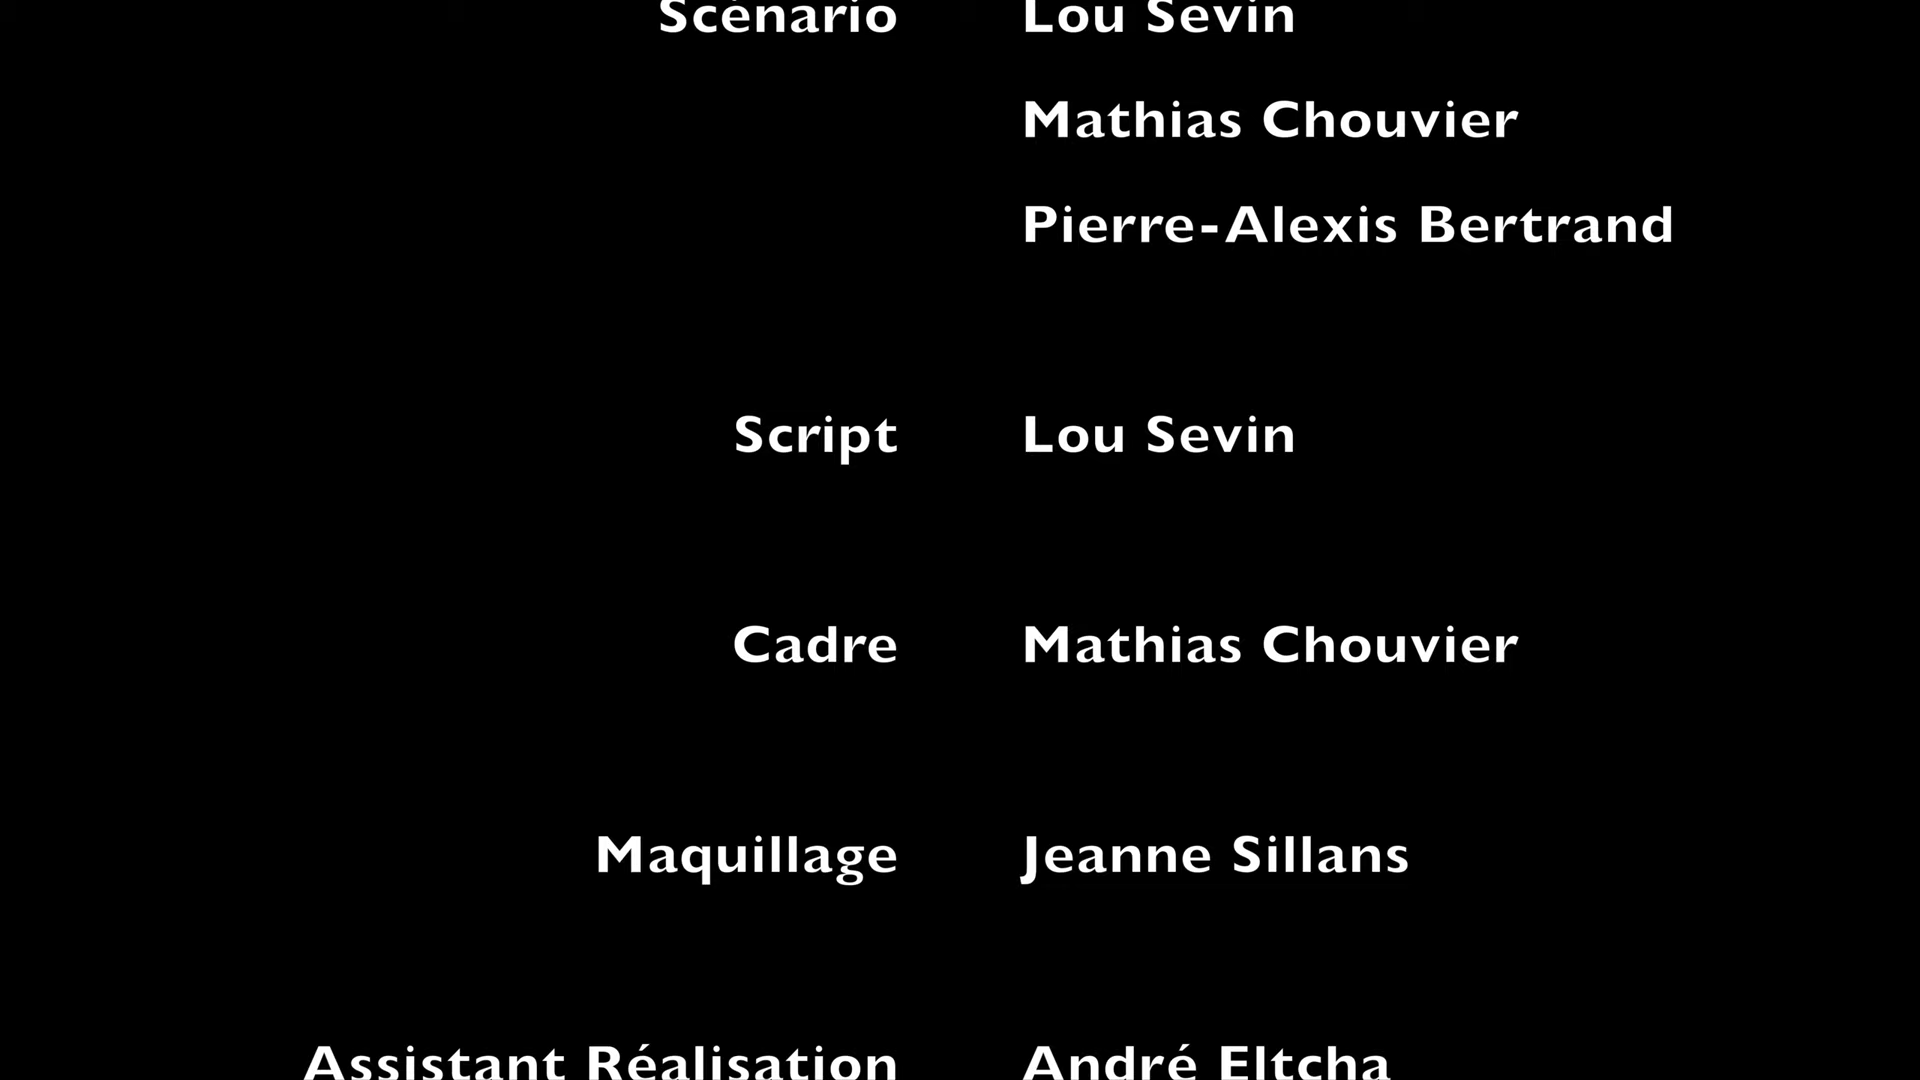 Scénario Lou Sevin
Mathias Chouvier
Pierre-Alexis Bertrand
Script Lou Sevin
Cadre Mathias Chouvier
Maquillage Jeanne Sillans
Assistant Réalisation André Eltcha